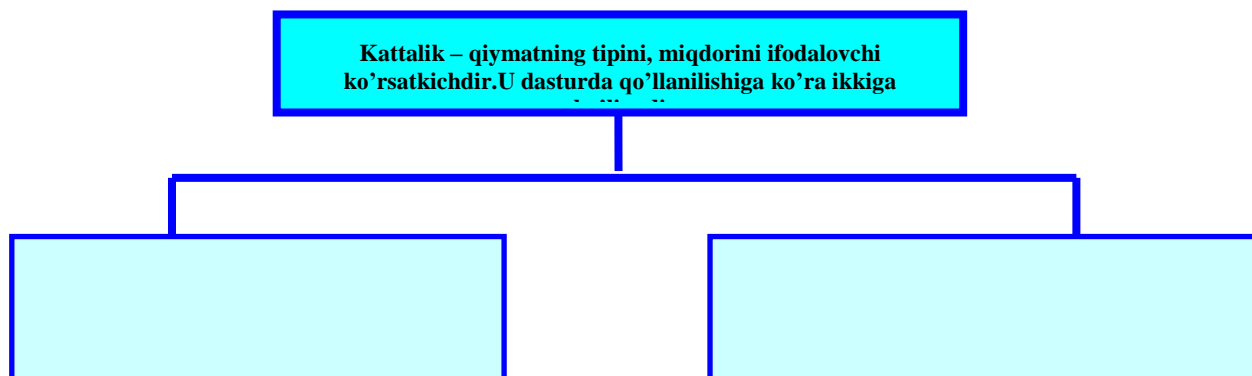 Kattalik – qiymatning tipini, miqdorini ifodalovchi
ko’rsatkichdir.U dasturda qo’llanilishiga ko’ra ikkiga